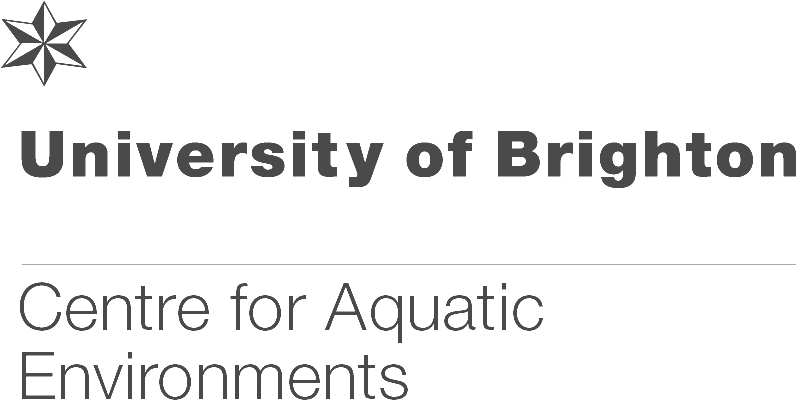 University of Brighton
Centre for Aquatic
Environments